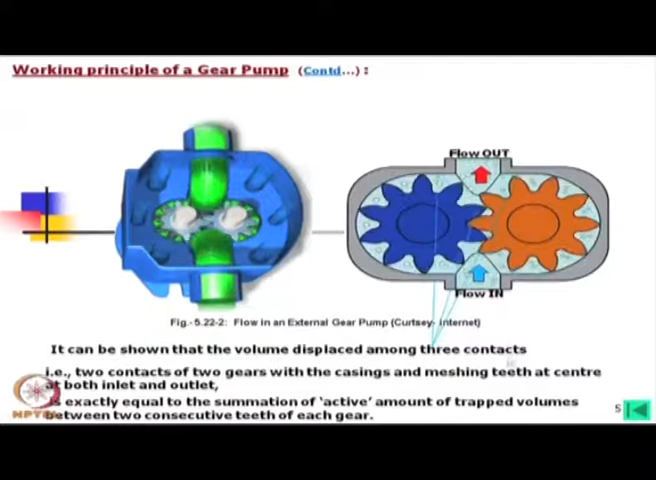 Working principle of a Gear Pump (Contd...) :
Flow OUT
Flow IN
Fig.- 5.22-2: Flow in an External Gear Pump (Curtsey- Internet)
It can be shown that the volume displaced among three contacts
i.e., two contacts of two gears with the casings and meshing teeth at centre
at both inlet and outlet,
is exactly equal to the summation of 'active' amount of trapped volumes
between two consecutive teeth of each gear.
NPTEL
5